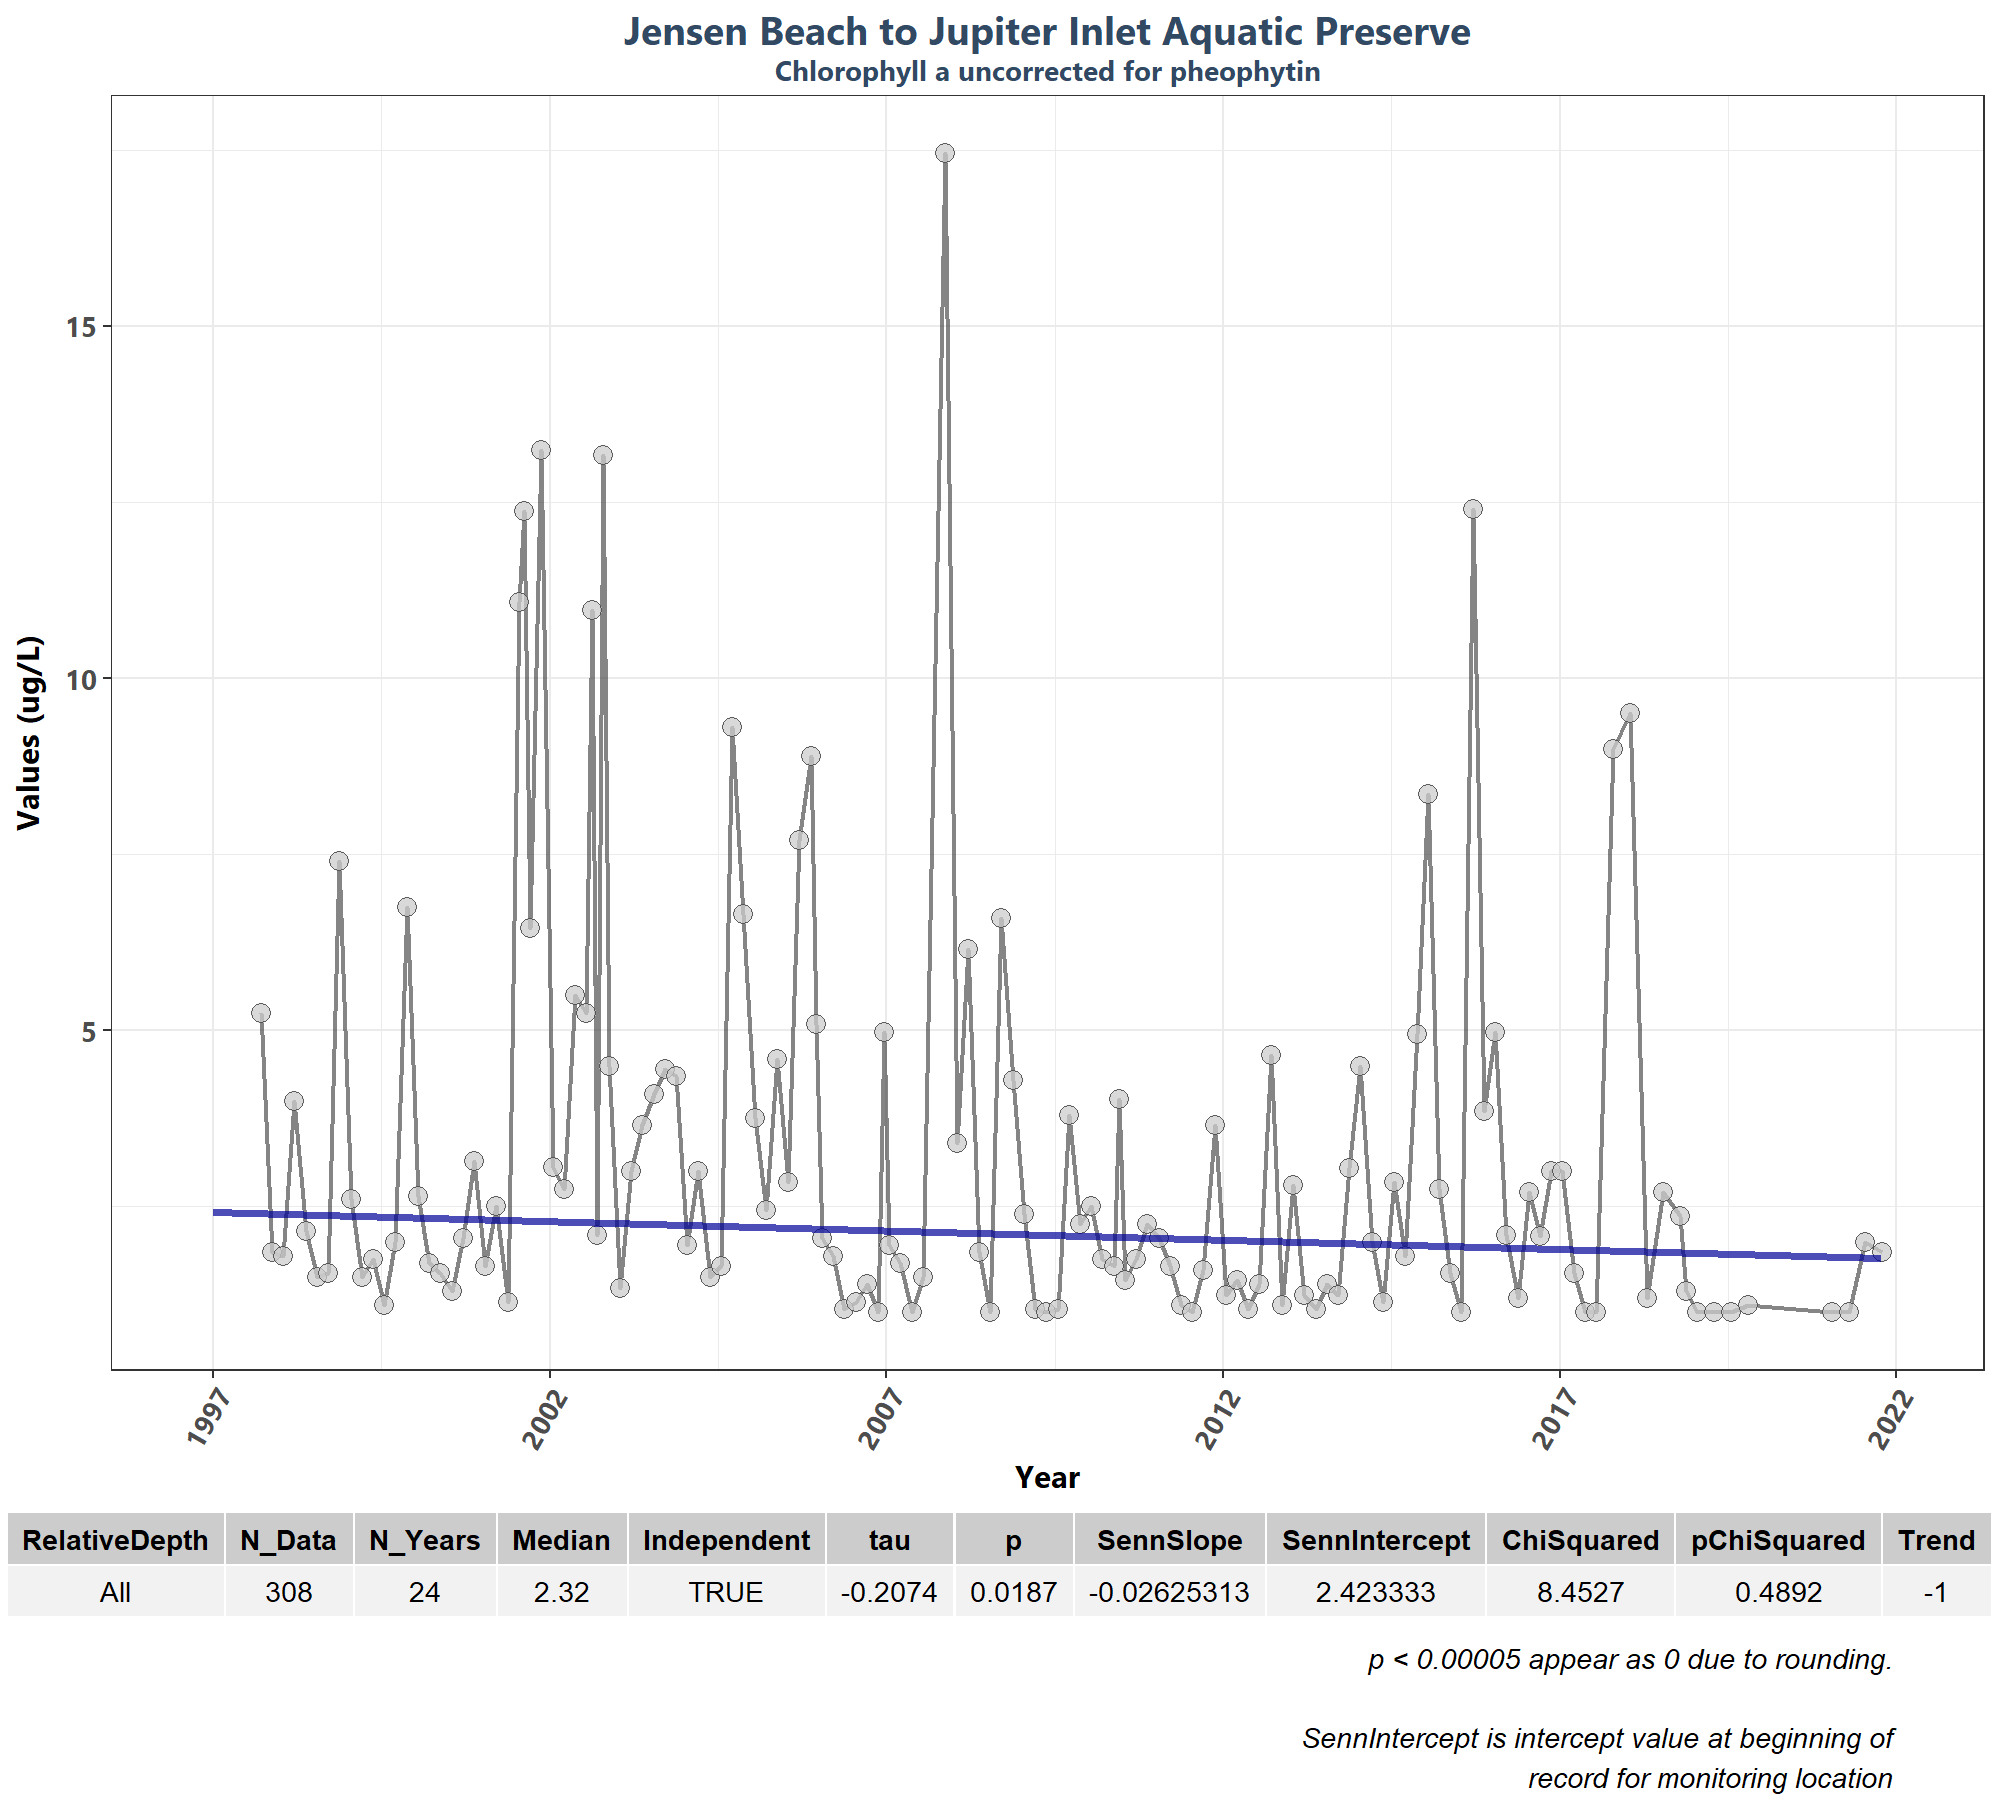 Jensen Beach to Jupiter Inlet Aquatic Preserve
Chlorophyll a uncorrected for pheophytin
Values (ug/L)
15
10
5
1997 2002 2007 2012 2017 2022
Year
RelativeDepth N_Data N_Years Median Independent tau p SennSlope SennIntercept ChiSquared pChiSquared Trend
All 308 24 2.32 TRUE -0.2074 0.0187 -0.02625313 2.423333 8.4527 0.4892 -1
p < 0.00005 appear as 0 due to rounding.
SennIntercept is intercept value at beginning of
record for monitoring location